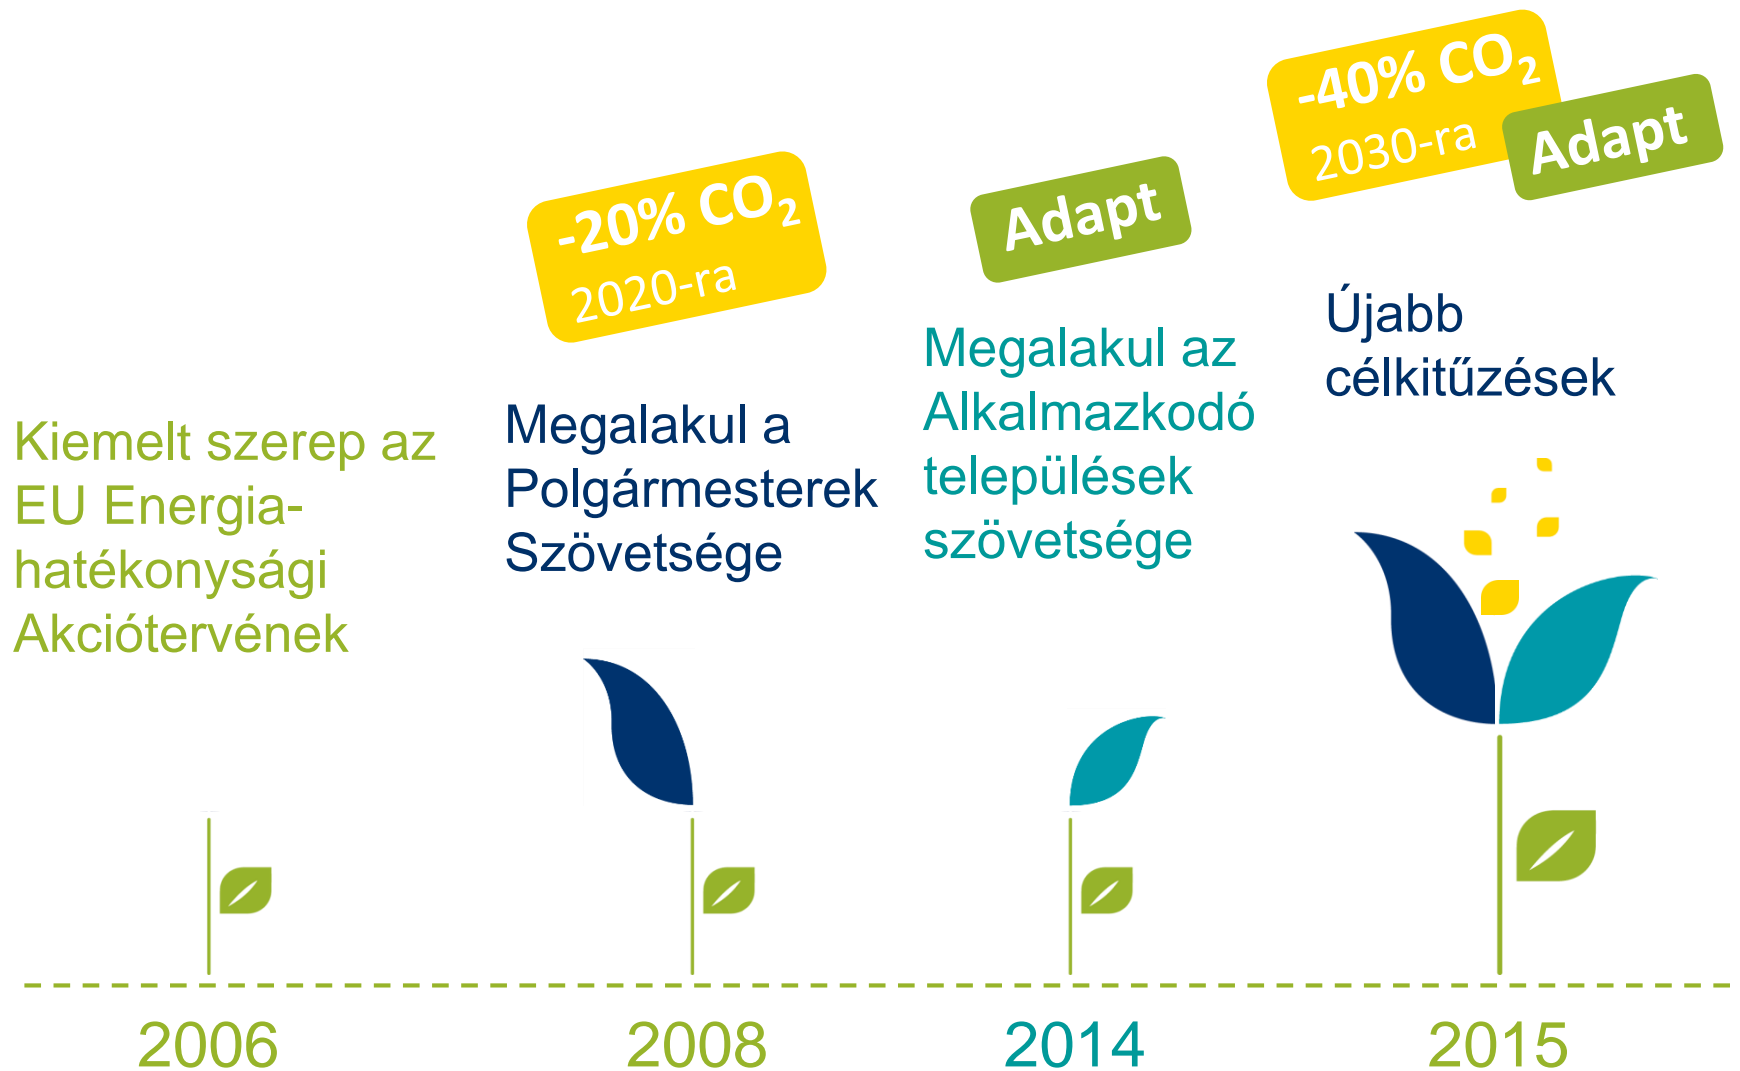 Kiemelt szerep az
EU Energia-
hatékonysági
Akciótervének
2006
-20% CO₂
2020-ra
Megalakul a
Polgármesterek
Szövetsége
2008
Adapt
Megalakul az
Alkalmazkodó
települések
szövetsége
2014
-40% CO₂
2030-ra
Adapt
Újabb
célkitűzések
2015